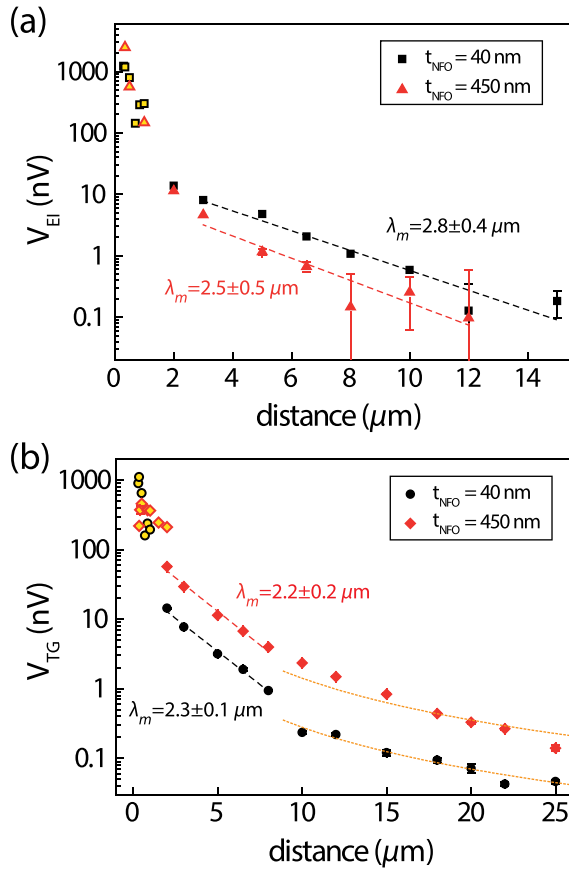 (a)
t_NFO = 40 nm
t_NFO = 450 nm
V_EI (nV)
1000
100
10
1
0.1
λ_m=2.8±0.4 μm
λ_m=2.5±0.5 μm
0 2 4 6 8 10 12 14
distance (μm)
(b)
t_NFO = 40 nm
t_NFO = 450 nm
V_TG (nV)
1000
100
10
1
0.1
λ_m=2.2±0.2 μm
λ_m=2.3±0.1 μm
0 5 10 15 20 25
distance (μm)